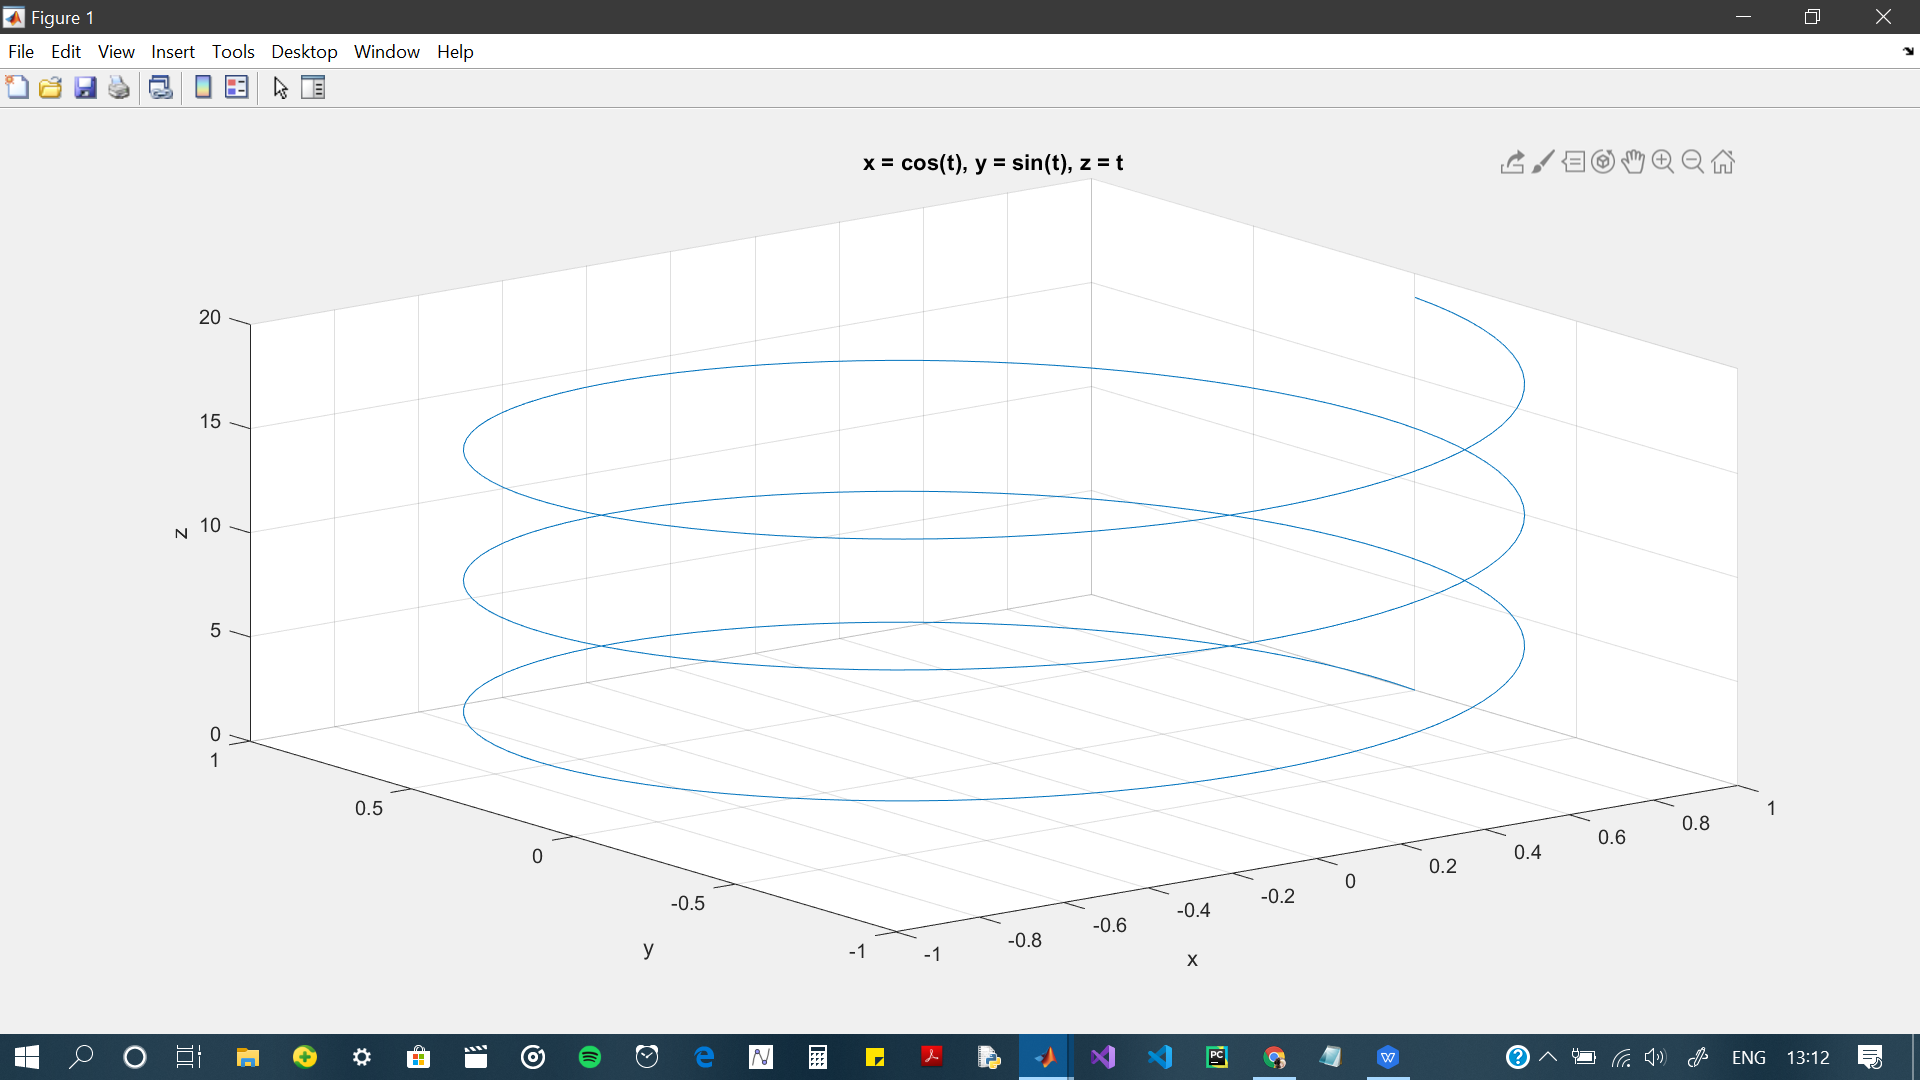 Figure 1
File Edit View Insert Tools Desktop Window Help
x = cos(t), y = sin(t), z = t
20
15
10
5
0
z
1
0.5
0
-0.5
-1
y
-1
-0.8
-0.6
-0.4
-0.2
0
0.2
0.4
0.6
0.8
1
x
PC
W
ENG 13:12